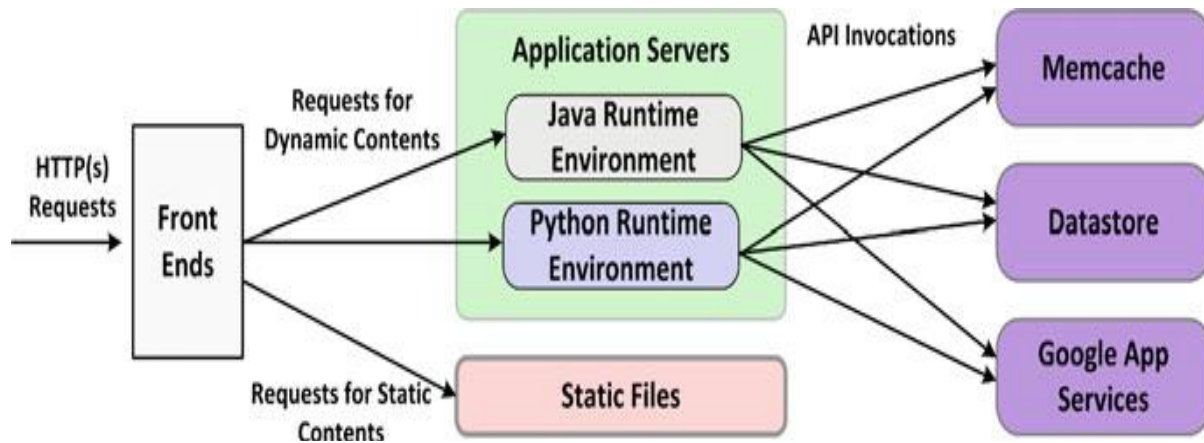 HTTP(s)
Requests
Front
Ends
Requests for
Dynamic Contents
Requests for Static
Contents
Application Servers
Java Runtime
Environment
Python Runtime
Environment
Static Files
API Invocations
Memcache
Datastore
Google App
Services